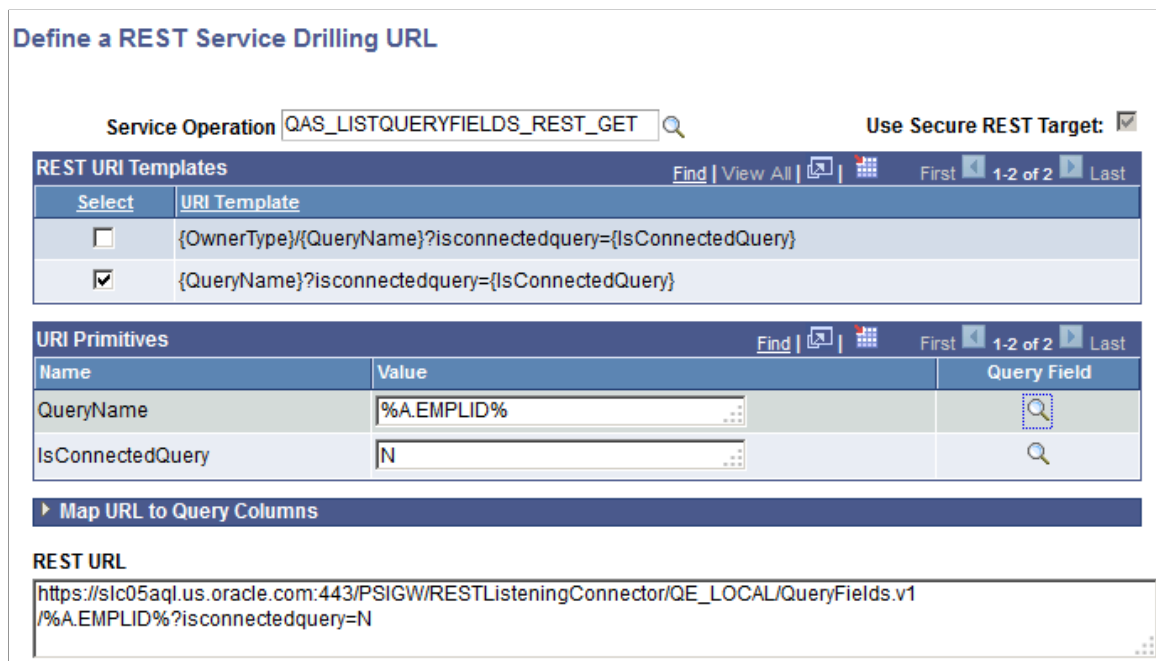 Define a REST Service Drilling URL
Service Operation QAS_LISTQUERYFIELDS_REST_GET Use Secure REST Target:
REST URI Templates Find | View All | | First 1-2 of 2 Last
Select URI Template
{OwnerType}/{QueryName}?isconnectedquery={IsConnectedQuery}
{QueryName}?isconnectedquery={IsConnectedQuery}
URI Primitives Find | | First 1-2 of 2 Last
Name Value Query Field
QueryName %A.EMPLID%
IsConnectedQuery N
Map URL to Query Columns
REST URL
https://slc05aql.us.oracle.com:443/PSIGW/RESTListeningConnector/QE_LOCAL/QueryFields.v1
/%A.EMPLID%?isconnectedquery=N